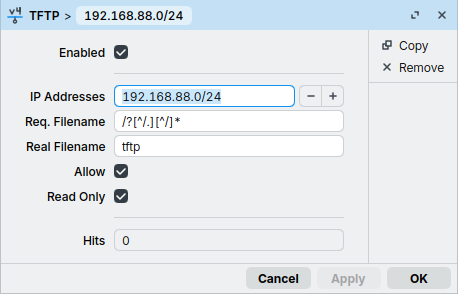 v4 TFTP > 192.168.88.0/24
Enabled
Copy
Remove
IP Addresses 192.168.88.0/24 − +
Req. Filename /?[^/.][^/]*
Real Filename tftp
Allow
Read Only
Hits 0
Cancel Apply OK